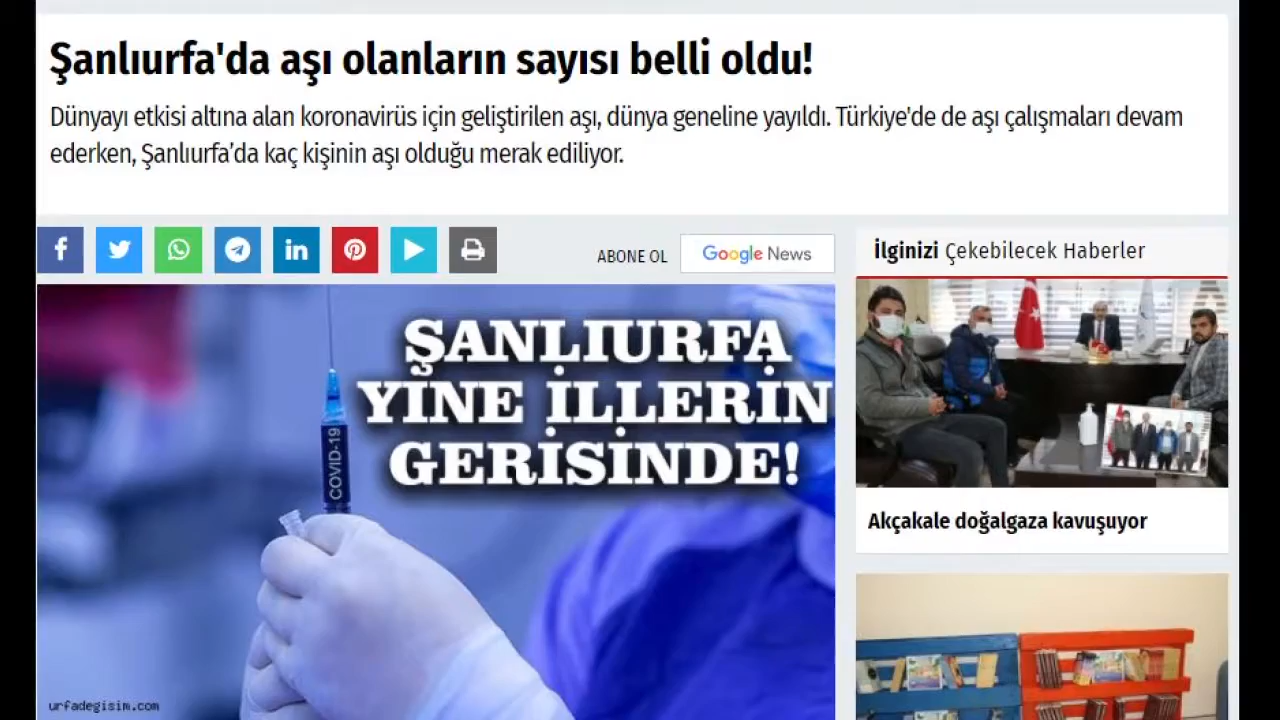 Şanlıurfa'da aşı olanların sayısı belli oldu!
Dünyayı etkisi altına alan koronavirüs için geliştirilen aşı, dünya geneline yayıldı. Türkiye'de de aşı çalışmaları devam
ederken, Şanlıurfa’da kaç kişinin aşı olduğu merak ediliyor.
ABONE OL
Google News
İlginizi Çekebilecek Haberler
ŞANLIURFA
YİNE İLLERİN
GERİSİNDE!
COVID-19
urfadegisim.com
Akçakale doğalgaza kavuşuyor